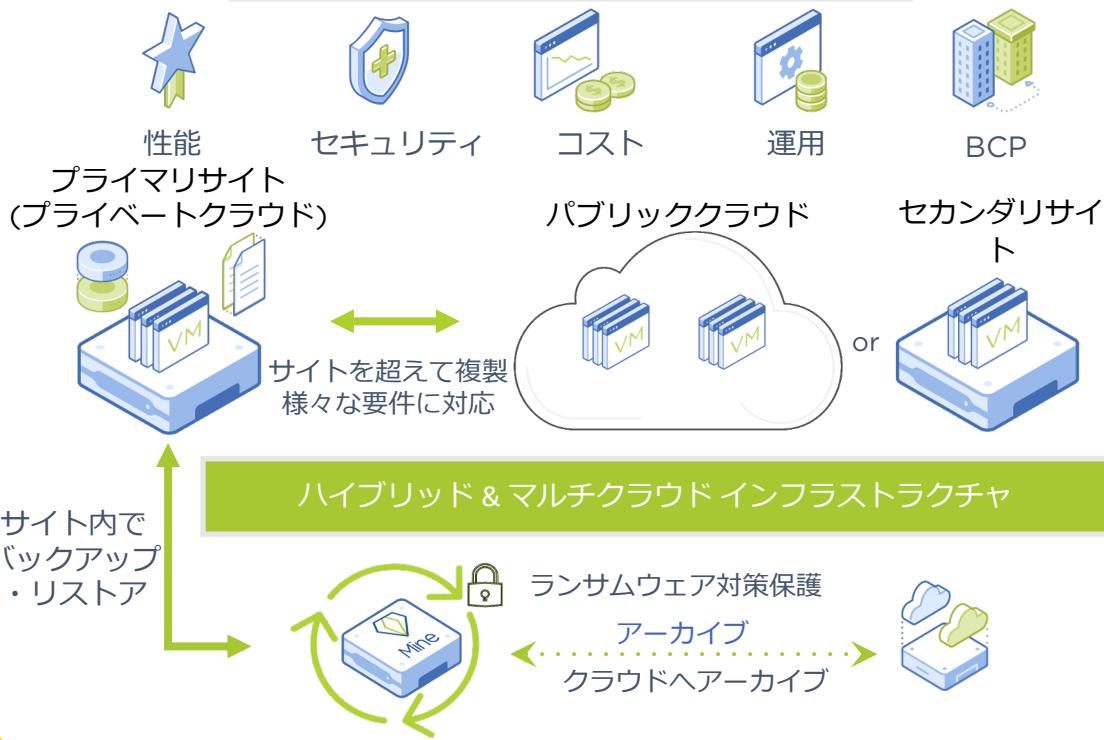 性能
セキュリティ
コスト
運用
BCP
プライマリサイト
(プライベートクラウド)
パブリッククラウド
セカンダリサイ
ト
VM
VM
VM
or
VM
サイトを超えて複製
様々な要件に対応
ハイブリッド & マルチクラウド インフラストラクチャ
サイト内で
バックアップ
・リストア
Mine
ランサムウェア対策保護
アーカイブ
クラウドへアーカイブ